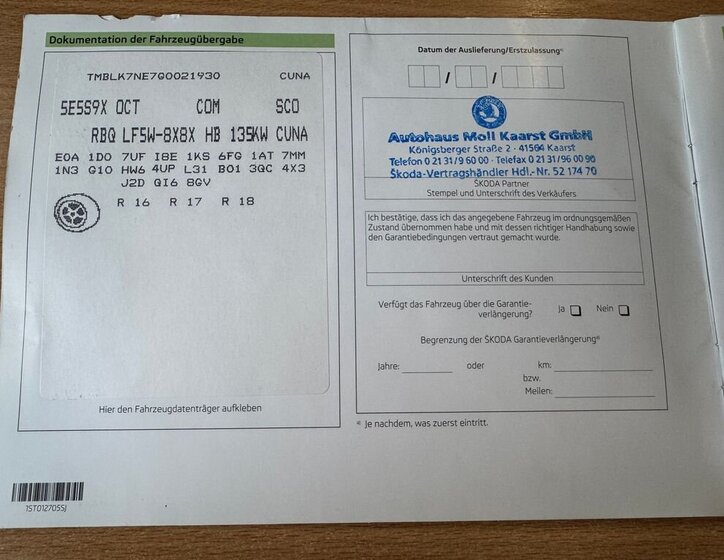 Dokumentation der Fahrzeugübergabe
TMBLK7NE7G0021930 CUNA
5E5S9X OCT COM SCO
RBQ LF5W-8X8X HB 135KW CUNA
E0A 1D0 7UF I8E 1KS 6FG 1AT 7MM
1N3 G10 HW6 4UP L31 B01 3QC 4X3
J2D QI6 8GV
R 16 R 17 R 18
Hier den Fahrzeugdatenträger aufkleben
1ST012705SJ
Datum der Auslieferung/Erstzulassung*⁾
/ /
Autohaus Moll Kaarst GmbH
Königsberger Straße 2 - 41564 Kaarst
Telefon 0 21 31/9 60 00 · Telefax 0 21 31/96 00 90
Škoda-Vertragshändler Hdl.-Nr. 52 174 70
ŠKODA Partner
Stempel und Unterschrift des Verkäufers
Ich bestätige, dass ich das angegebene Fahrzeug im ordnungsgemäßen
Zustand übernommen habe und mit dessen richtiger Handhabung sowie
den Garantiebedingungen vertraut gemacht wurde.
Unterschrift des Kunden
Verfügt das Fahrzeug über die Garantie-
verlängerung? Ja Nein
Begrenzung der ŠKODA Garantieverlängerung*⁾
Jahre: oder km:
bzw.
Meilen:
*⁾ Je nachdem, was zuerst eintritt.